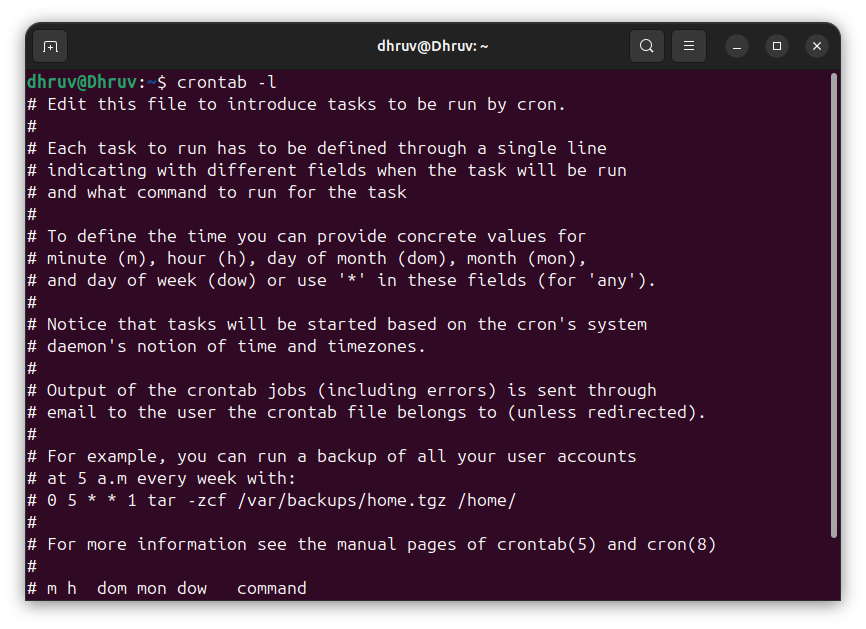 dhruv@Dhruv: ~
dhruv@Dhruv:~$ crontab -l
# Edit this file to introduce tasks to be run by cron.
#
# Each task to run has to be defined through a single line
# indicating with different fields when the task will be run
# and what command to run for the task
#
# To define the time you can provide concrete values for
# minute (m), hour (h), day of month (dom), month (mon),
# and day of week (dow) or use '*' in these fields (for 'any').
#
# Notice that tasks will be started based on the cron's system
# daemon's notion of time and timezones.
#
# Output of the crontab jobs (including errors) is sent through
# email to the user the crontab file belongs to (unless redirected).
#
# For example, you can run a backup of all your user accounts
# at 5 a.m every week with:
# 0 5 * * 1 tar -zcf /var/backups/home.tgz /home/
#
# For more information see the manual pages of crontab(5) and cron(8)
#
# m h  dom mon dow   command